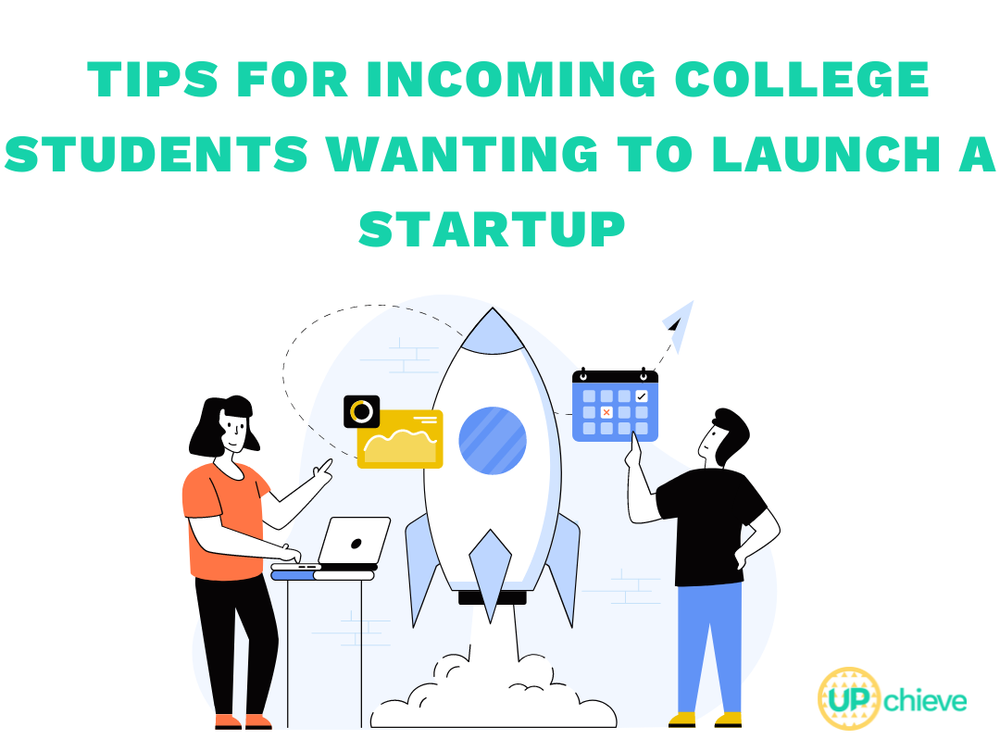 TIPS FOR INCOMING COLLEGE
STUDENTS WANTING TO LAUNCH A
STARTUP
UPchieve